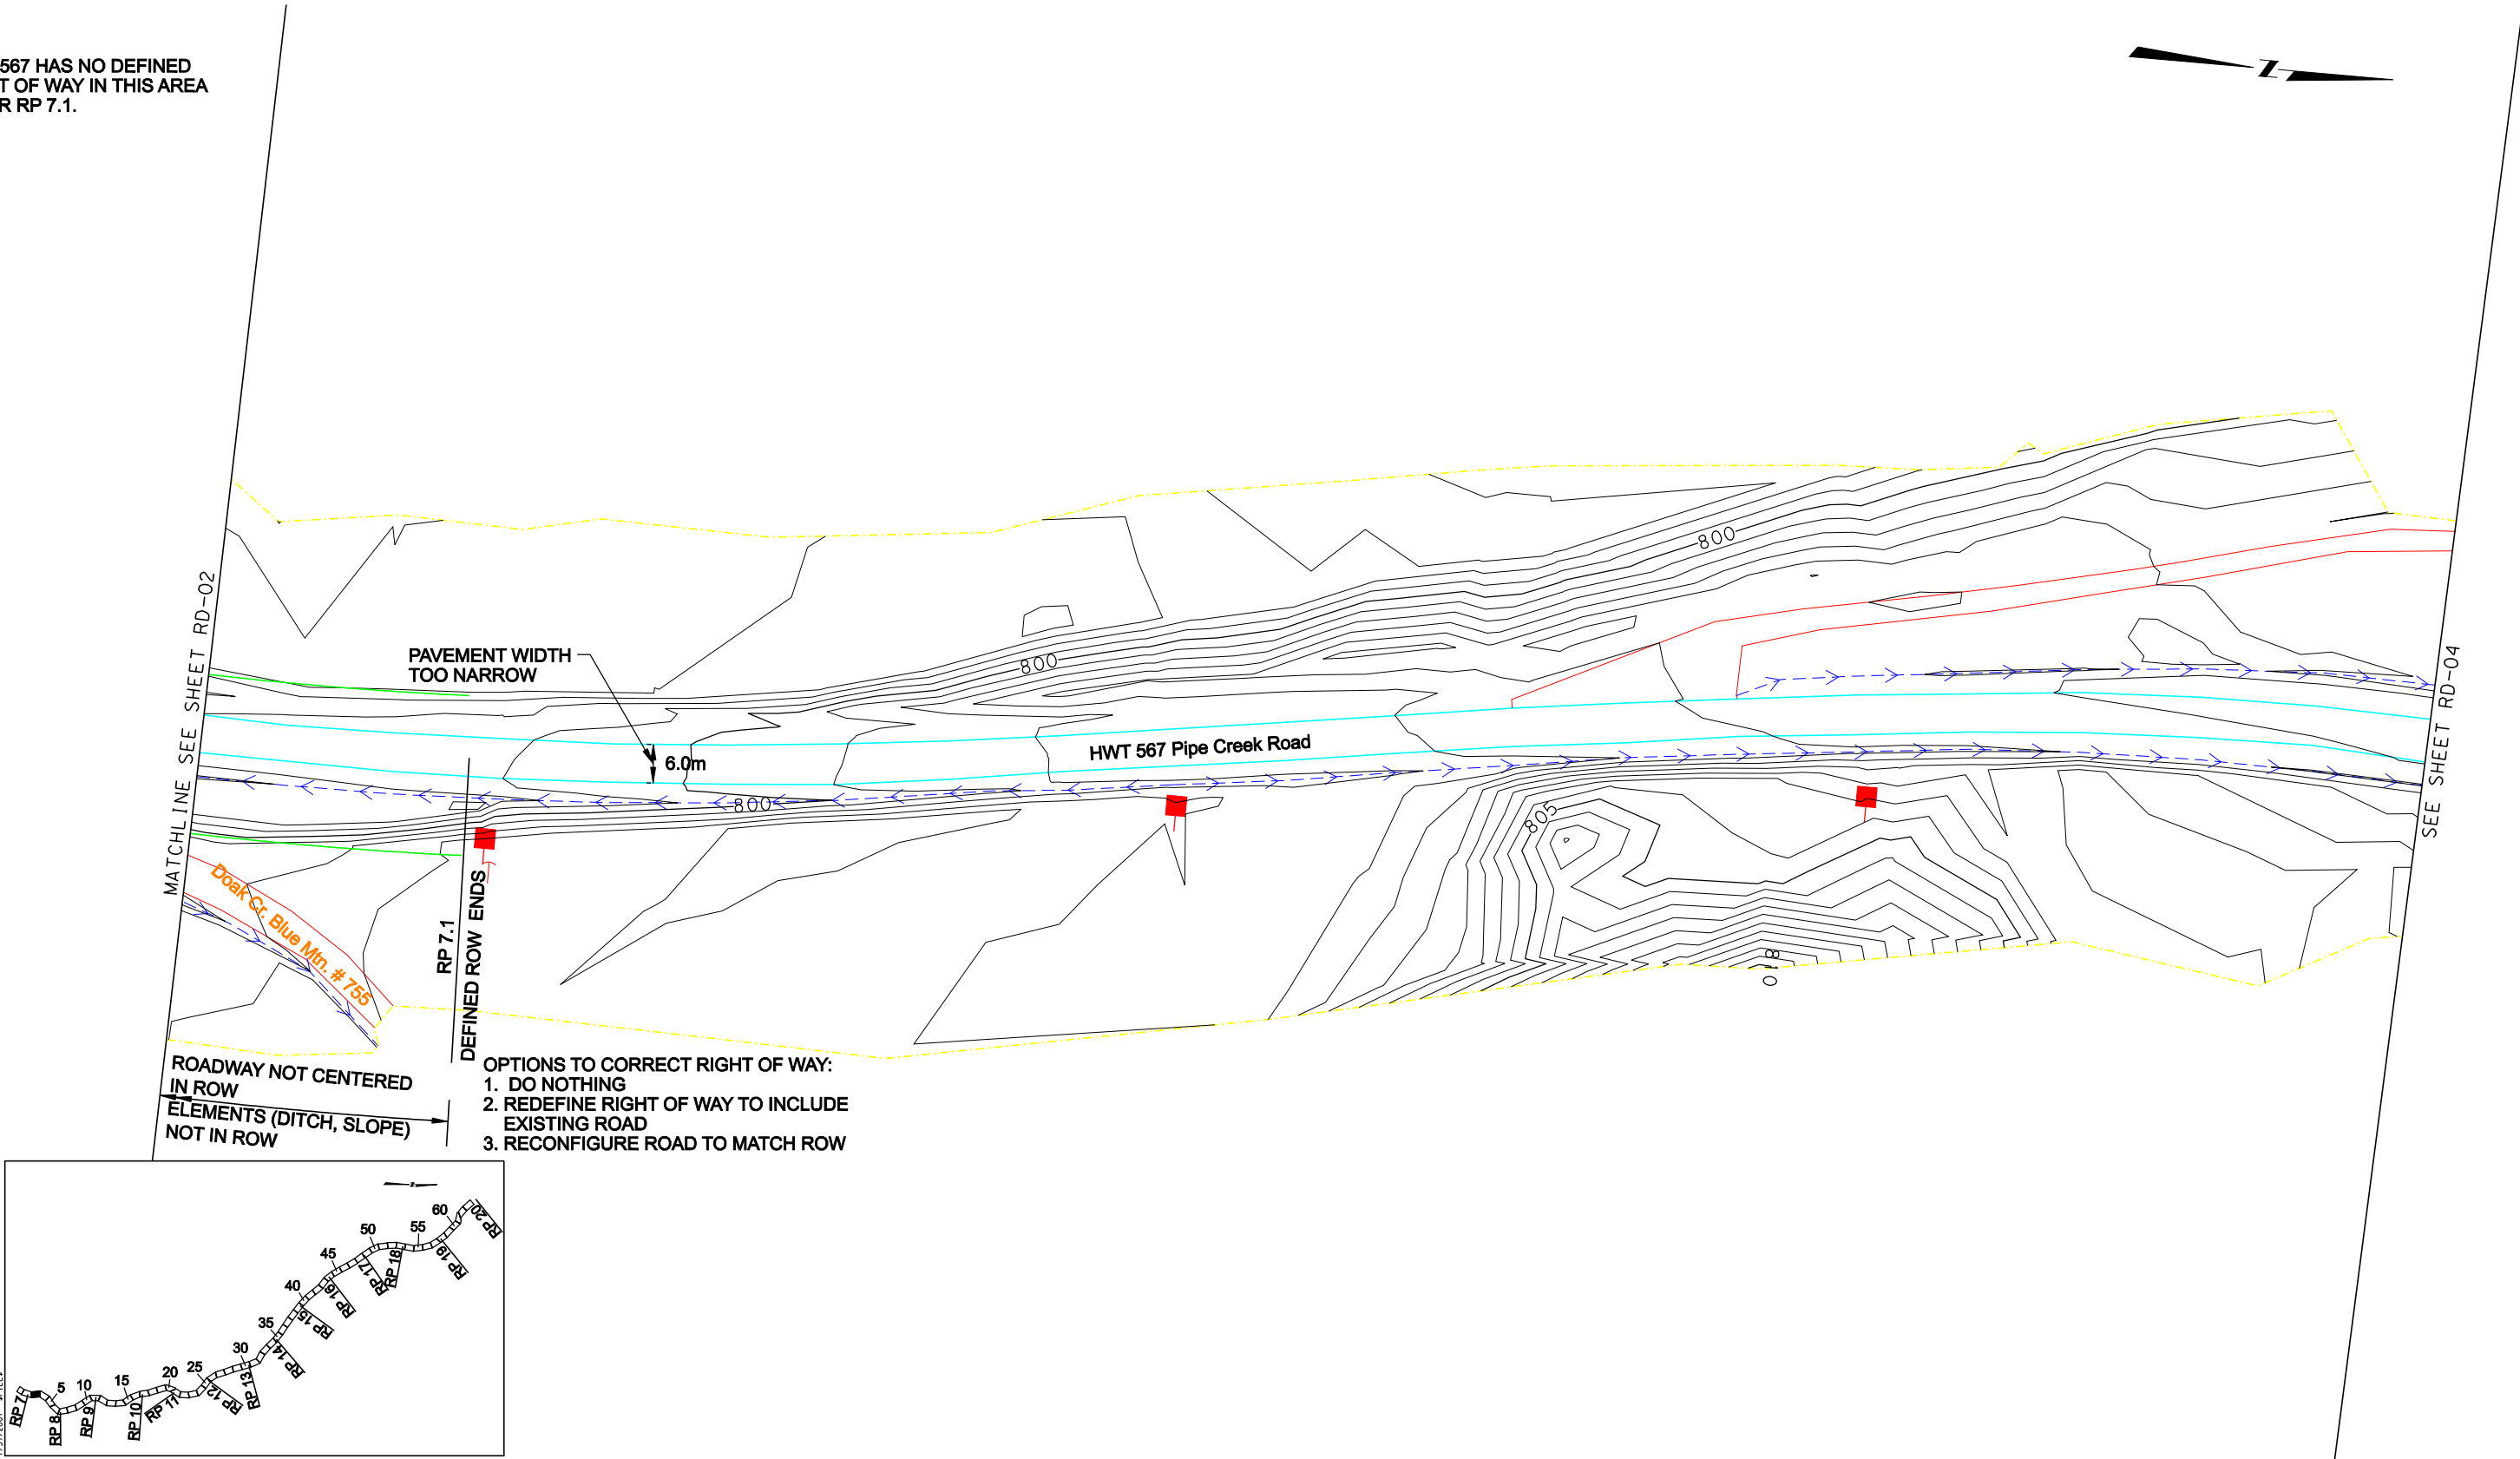 567 HAS NO DEFINED
T OF WAY IN THIS AREA
R RP 7.1.
MATCHLINE SEE SHEET RD-02
PAVEMENT WIDTH
TOO NARROW
6.0m
HWT 567 Pipe Creek Road
800
800
800
805
810
SEE SHEET RD-04
Doak Cr. Blue Mtn. # 755
RP 7.1
DEFINED ROW ENDS
ROADWAY NOT CENTERED
IN ROW
ELEMENTS (DITCH, SLOPE)
NOT IN ROW
OPTIONS TO CORRECT RIGHT OF WAY:
1. DO NOTHING
2. REDEFINE RIGHT OF WAY TO INCLUDE
EXISTING ROAD
3. RECONFIGURE ROAD TO MATCH ROW
5
10
15
20
25
30
35
40
45
50
55
60
RP 7
RP 8
RP 9
RP 10
RP 11
RP 12
RP 13
RP 14
RP 15
RP 16
RP 17
RP 18
RP 19
RP 20